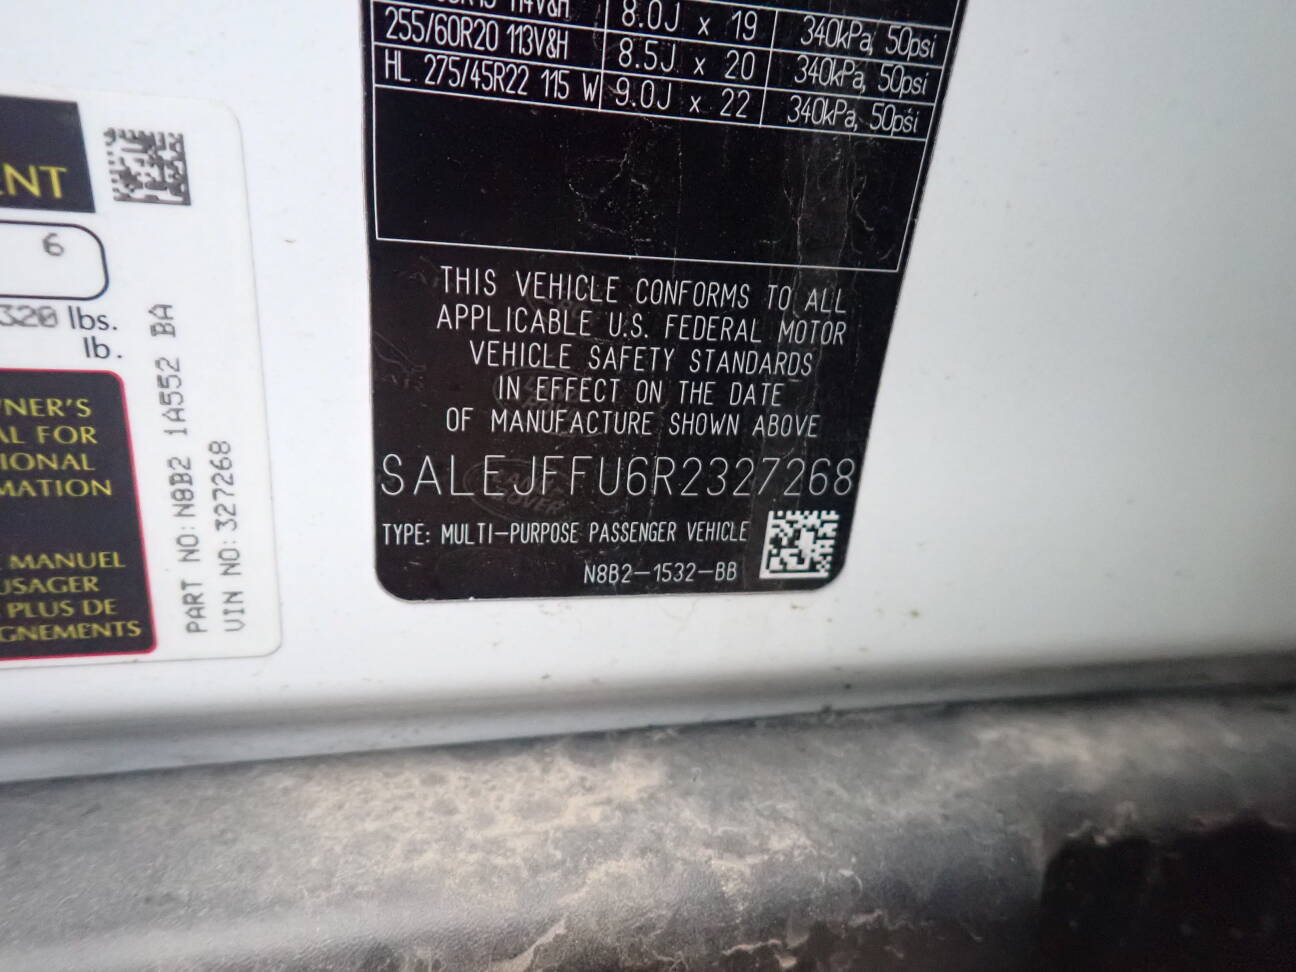 ENT
6
320 lbs.
lb.
NER'S
AL FOR
IONAL
MATION
MANUEL
USAGER
PLUS DE
GNEMENTS
PART NO:N8B2 1A552 BA
VIN NO:327268
114V&H 8.0J x 19 340kPa, 50psi
255/60R20 113V&H 8.5J x 20 340kPa, 50psi
HL 275/45R22 115 W 9.0J x 22 340kPa, 50psi
THIS VEHICLE CONFORMS TO ALL
APPLICABLE U.S. FEDERAL MOTOR
VEHICLE SAFETY STANDARDS
IN EFFECT ON THE DATE
OF MANUFACTURE SHOWN ABOVE
SALEJFFU6R2327268
TYPE: MULTI-PURPOSE PASSENGER VEHICLE
N8B2-1532-BB